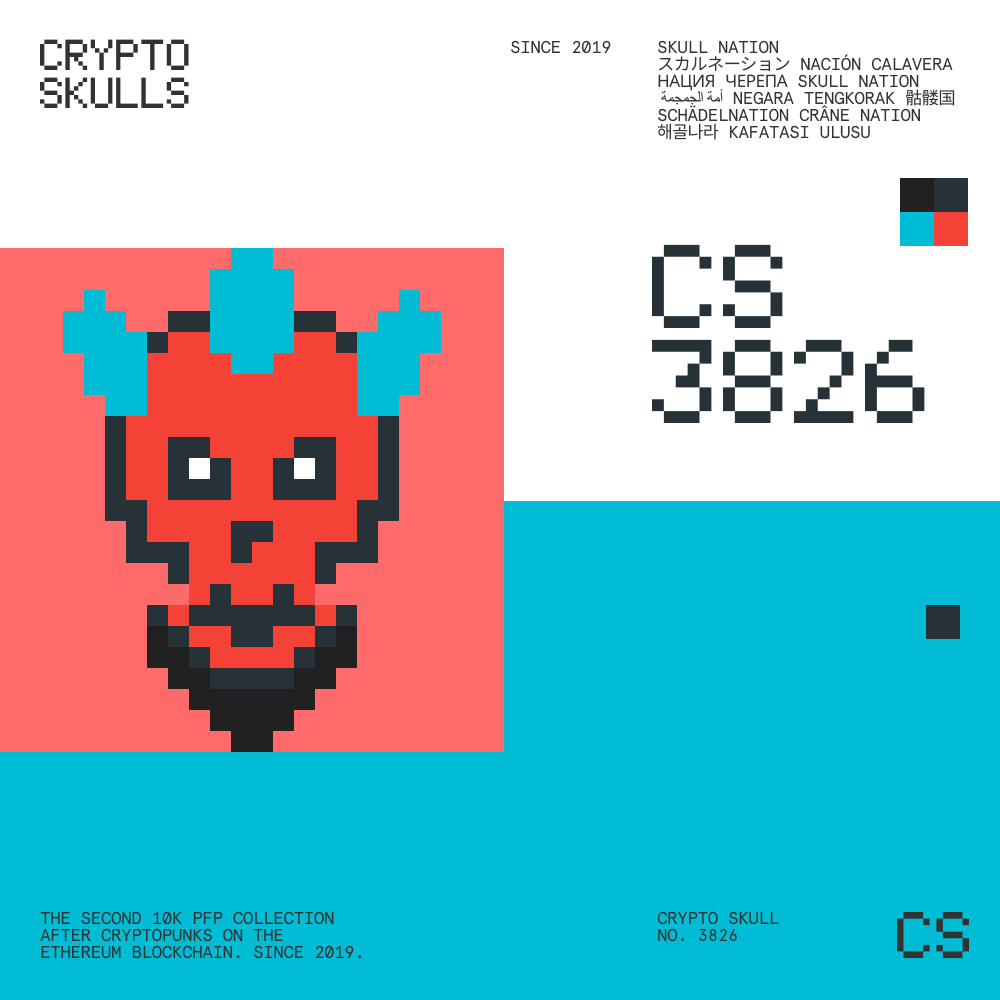 CRYPTO
SKULLS
SINCE 2019
SKULL NATION
スカルネーション NACIÓN CALAVERA
НАЦИЯ ЧЕРЕПА SKULL NATION
أمة الجمجمة NEGARA TENGKORAK 骷髅国
SCHÄDELNATION CRÂNE NATION
해골나라 KAFATASI ULUSU
CS
3826
THE SECOND 10K PFP COLLECTION
AFTER CRYPTOPUNKS ON THE
ETHEREUM BLOCKCHAIN. SINCE 2019.
CRYPTO SKULL
NO. 3826
CS